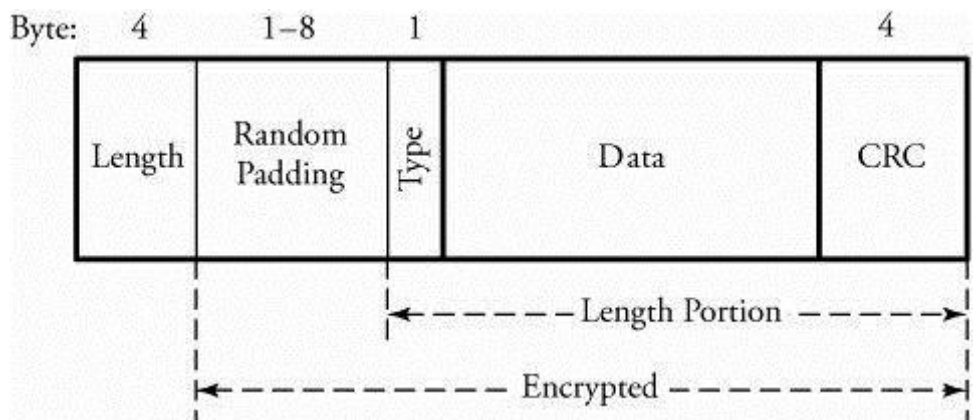 Byte: 4 1–8 1 4
Length Random Padding Type Data CRC
Length Portion
Encrypted